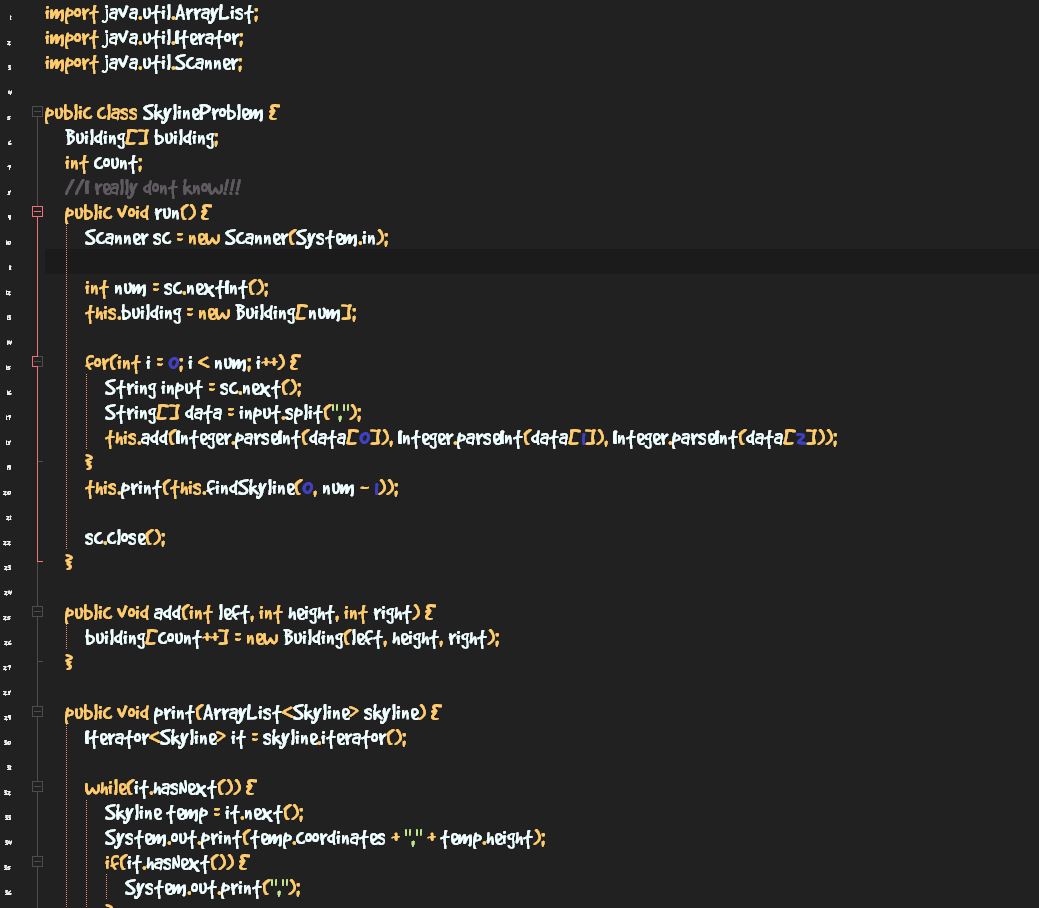 1 import java.util.ArrayList;
2 import java.util.Iterator;
3 import java.util.Scanner;
4
5 public class SkylineProblem {
6 Building[] building;
7 int count;
8 //I really dont know!!!
9 public void run() {
10 Scanner sc = new Scanner(System.in);
11
12 int num = sc.nextInt();
13 this.building = new Building[num];
14
15 for(int i = 0; i < num; i++) {
16 String input = sc.next();
17 String[] data = input.split(",");
18 this.add(Integer.parseInt(data[0]), Integer.parseInt(data[1]), Integer.parseInt(data[2]));
19 }
20 this.print(this.findSkyline(0, num - 1));
21
22 sc.close();
23 }
24
25 public void add(int left, int height, int right) {
26 building[count++] = new Building(left, height, right);
27 }
28
29 public void print(ArrayList<Skyline> skyline) {
30 Iterator<Skyline> it = skyline.iterator();
31
32 while(it.hasNext()) {
33 Skyline temp = it.next();
34 System.out.print(temp.coordinates + "," + temp.height);
35 if(it.hasNext()) {
36 System.out.print(",");